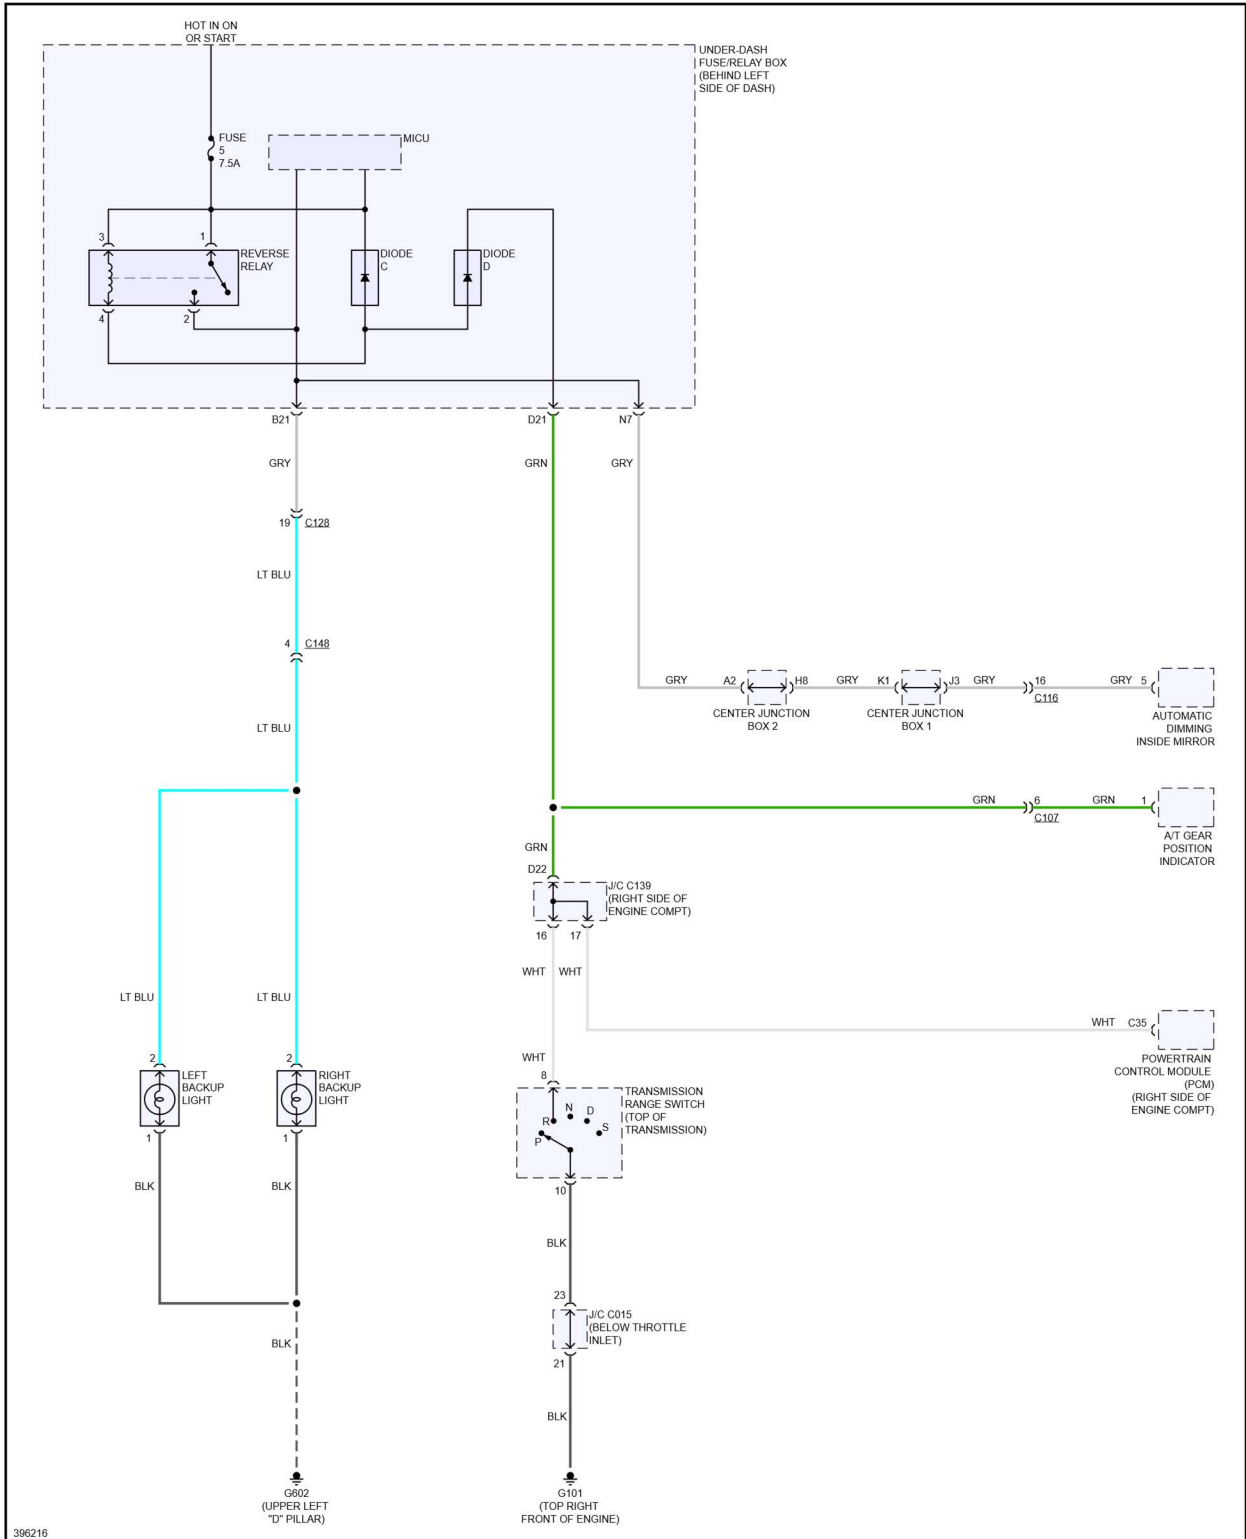 HOT IN ON
OR START
UNDER-DASH
FUSE/RELAY BOX
(BEHIND LEFT
SIDE OF DASH)
FUSE
5
7.5A
MICU
3
1
REVERSE
RELAY
DIODE
C
DIODE
D
4
2
B21
D21
N7
GRY
GRN
GRY
19
C128
LT BLU
4
C148
GRY
A2
H8
GRY
K1
J3
GRY
16
C116
GRY
5
CENTER JUNCTION
BOX 2
CENTER JUNCTION
BOX 1
AUTOMATIC
DIMMING
INSIDE MIRROR
LT BLU
GRN
6
C107
GRN
1
A/T GEAR
POSITION
INDICATOR
GRN
D22
J/C C139
(RIGHT SIDE OF
ENGINE COMPT)
16
17
WHT
WHT
LT BLU
LT BLU
WHT
C35
POWERTRAIN
CONTROL MODULE
(PCM)
(RIGHT SIDE OF
ENGINE COMPT)
2
LEFT
BACKUP
LIGHT
2
RIGHT
BACKUP
LIGHT
WHT
8
TRANSMISSION
RANGE SWITCH
(TOP OF
TRANSMISSION)
N
R
D
P
S
1
1
10
BLK
BLK
BLK
23
J/C C015
(BELOW THROTTLE
INLET)
BLK
21
BLK
G602
(UPPER LEFT
"D" PILLAR)
G101
(TOP RIGHT
FRONT OF ENGINE)
396216